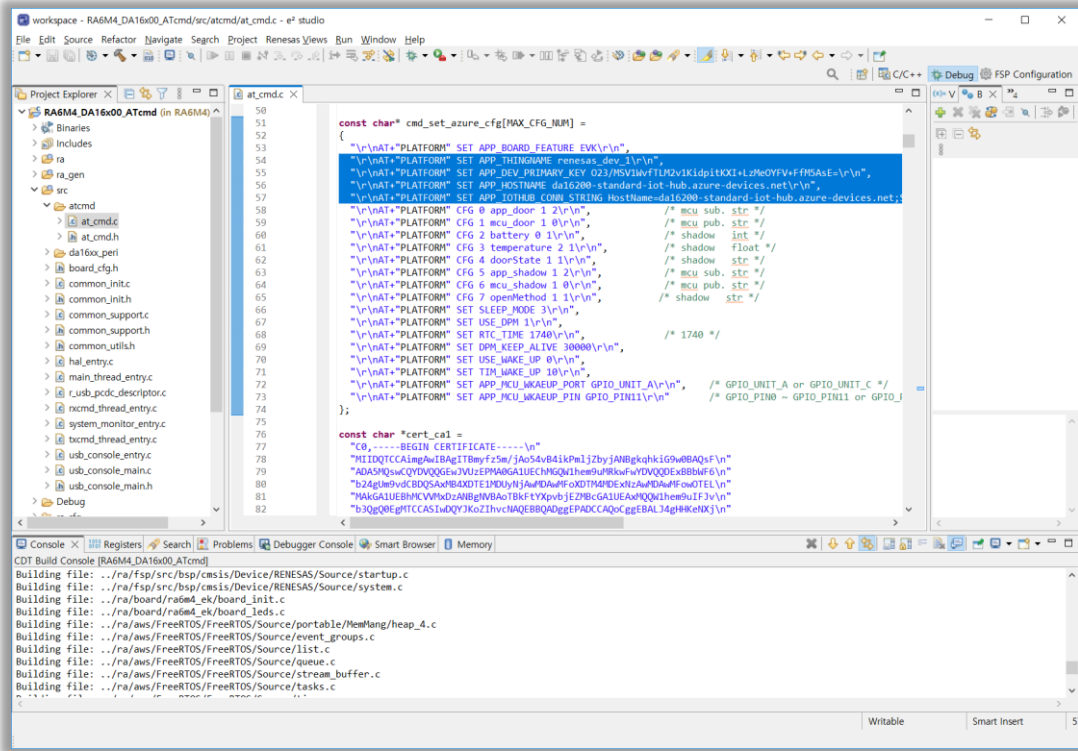 workspace - RA6M4_DA16x00_ATcmd/src/atcmd/at_cmd.c - e² studio
File Edit Source Refactor Navigate Search Project Renesas Views Run Window Help
C/C++ Debug FSP Configuration
Project Explorer
at_cmd.c
V B
RA6M4_DA16x00_ATcmd (in RA6M4)
Binaries
Includes
ra
ra_gen
src
atcmd
at_cmd.c
at_cmd.h
da16xx_peri
board_cfg.h
common_init.c
common_init.h
common_support.c
common_support.h
common_utils.h
hal_entry.c
main_thread_entry.c
r_usb_pcdc_descriptor.c
rxcmd_thread_entry.c
system_monitor_entry.c
txcmd_thread_entry.c
usb_console_entry.c
usb_console_main.c
usb_console_main.h
Debug
50
51 const char* cmd_set_azure_cfg[MAX_CFG_NUM] =
52 {
53 "\r\nAT+"PLATFORM" SET APP_BOARD_FEATURE EVK\r\n",
54 "\r\nAT+"PLATFORM" SET APP_THINGNAME renesas_dev_1\r\n",
55 "\r\nAT+"PLATFORM" SET APP_DEV_PRIMARY_KEY O23/MSV1WvfTLM2v1KidpitKXI+LzMeOYFV+FfM5AsE=\r\n",
56 "\r\nAT+"PLATFORM" SET APP_HOSTNAME da16200-standard-iot-hub.azure-devices.net\r\n",
57 "\r\nAT+"PLATFORM" SET APP_IOTHUB_CONN_STRING HostName=da16200-standard-iot-hub.azure-devices.net;
58 "\r\nAT+"PLATFORM" CFG 0 app_door 1 2\r\n", /* mcu sub. str */
59 "\r\nAT+"PLATFORM" CFG 1 mcu_door 1 0\r\n", /* mcu pub. str */
60 "\r\nAT+"PLATFORM" CFG 2 battery 0 1\r\n", /* shadow int */
61 "\r\nAT+"PLATFORM" CFG 3 temperature 2 1\r\n", /* shadow float */
62 "\r\nAT+"PLATFORM" CFG 4 doorState 1 1\r\n", /* shadow str */
63 "\r\nAT+"PLATFORM" CFG 5 app_shadow 1 2\r\n", /* mcu sub. str */
64 "\r\nAT+"PLATFORM" CFG 6 mcu_shadow 1 0\r\n", /* mcu pub. str */
65 "\r\nAT+"PLATFORM" CFG 7 openMethod 1 1\r\n", /* shadow str */
66 "\r\nAT+"PLATFORM" SET SLEEP_MODE 3\r\n",
67 "\r\nAT+"PLATFORM" SET USE_DPM 1\r\n",
68 "\r\nAT+"PLATFORM" SET RTC_TIME 1740\r\n", /* 1740 */
69 "\r\nAT+"PLATFORM" SET DPM_KEEP_ALIVE 30000\r\n",
70 "\r\nAT+"PLATFORM" SET USE_WAKE_UP 0\r\n",
71 "\r\nAT+"PLATFORM" SET TIM_WAKE_UP 10\r\n",
72 "\r\nAT+"PLATFORM" SET APP_MCU_WKAEUP_PORT GPIO_UNIT_A\r\n", /* GPIO_UNIT_A or GPIO_UNIT_C */
73 "\r\nAT+"PLATFORM" SET APP_MCU_WKAEUP_PIN GPIO_PIN11\r\n" /* GPIO_PIN0 ~ GPIO_PIN11 or
74 };
75
76 const char *cert_ca1 =
77 "C0,-----BEGIN CERTIFICATE-----\n"
78 "MIIDQTCCAimgAwIBAgITBmyfz5m/jAo54vB4ikPmljZbyjANBgkqhkiG9w0BAQsF\n"
79 "ADA5MQswCQYDVQQGEwJVUzEPMA0GA1UEChMGQW1hem9uMRkwFwYDVQQDExBBbWF6\n"
80 "b24gUm9vdCBDQSAxMB4XDTE1MDUyNjAwMDAwMFoXDTM4MDExNzAwMDAwMFowOTEL\n"
81 "MAkGA1UEBhMCVVMxDzANBgNVBAoTBkFtYXpvbjEZMBcGA1UEAxMQQW1hem9uIFJv\n"
82 "b3QgQ0EgMTCCASIwDQYJKoZIhvcNAQEBBQADggEPADCCAQoCggEBALJ4gHHKeNXj\n"
Console Registers Search Problems Debugger Console Smart Browser Memory
CDT Build Console [RA6M4_DA16x00_ATcmd]
Building file: ../ra/fsp/src/bsp/cmsis/Device/RENESAS/Source/startup.c
Building file: ../ra/fsp/src/bsp/cmsis/Device/RENESAS/Source/system.c
Building file: ../ra/board/ra6m4_ek/board_init.c
Building file: ../ra/board/ra6m4_ek/board_leds.c
Building file: ../ra/aws/FreeRTOS/FreeRTOS/Source/portable/MemMang/heap_4.c
Building file: ../ra/aws/FreeRTOS/FreeRTOS/Source/event_groups.c
Building file: ../ra/aws/FreeRTOS/FreeRTOS/Source/list.c
Building file: ../ra/aws/FreeRTOS/FreeRTOS/Source/queue.c
Building file: ../ra/aws/FreeRTOS/FreeRTOS/Source/stream_buffer.c
Building file: ../ra/aws/FreeRTOS/FreeRTOS/Source/tasks.c
Writable Smart Insert 5